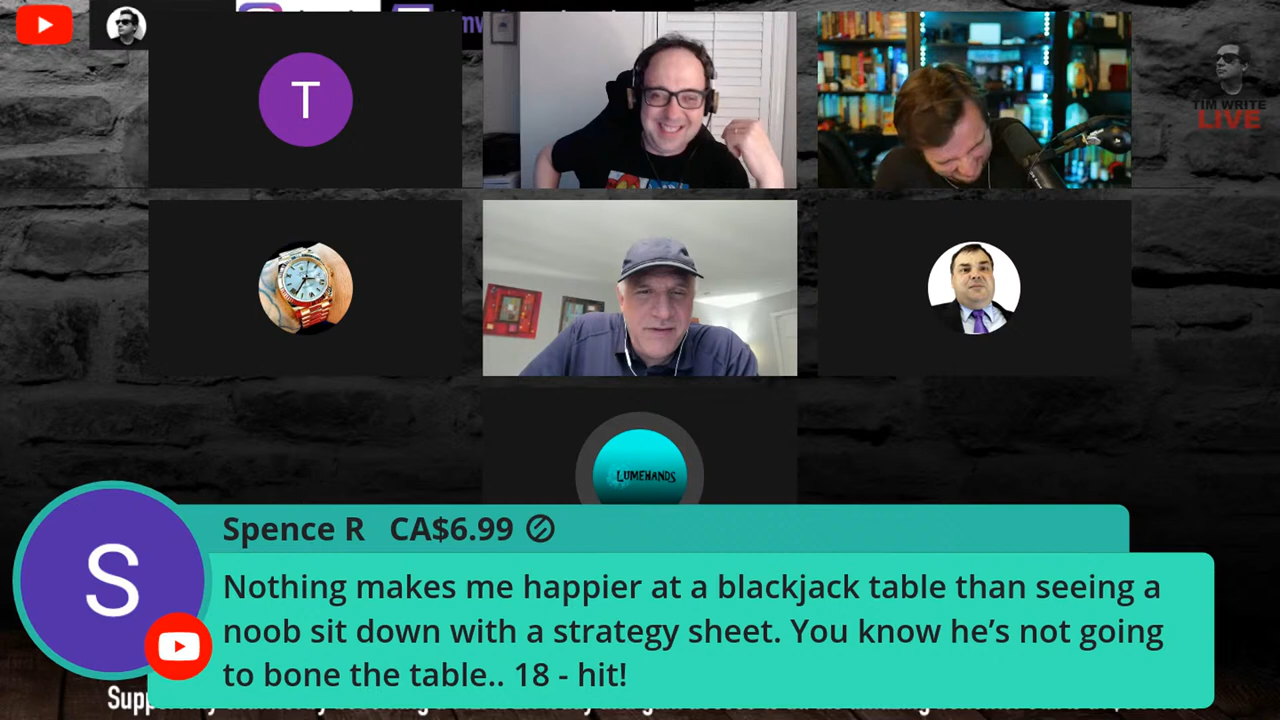 T
TIM WRITE
LIVE
LUMEHANDS
Spence R CA$6.99
S
Nothing makes me happier at a blackjack table than seeing a
noob sit down with a strategy sheet. You know he’s not going
to bone the table.. 18 - hit!